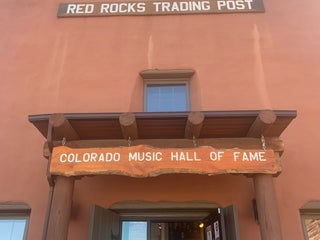 RED ROCKS TRADING POST
COLORADO MUSIC HALL OF FAME